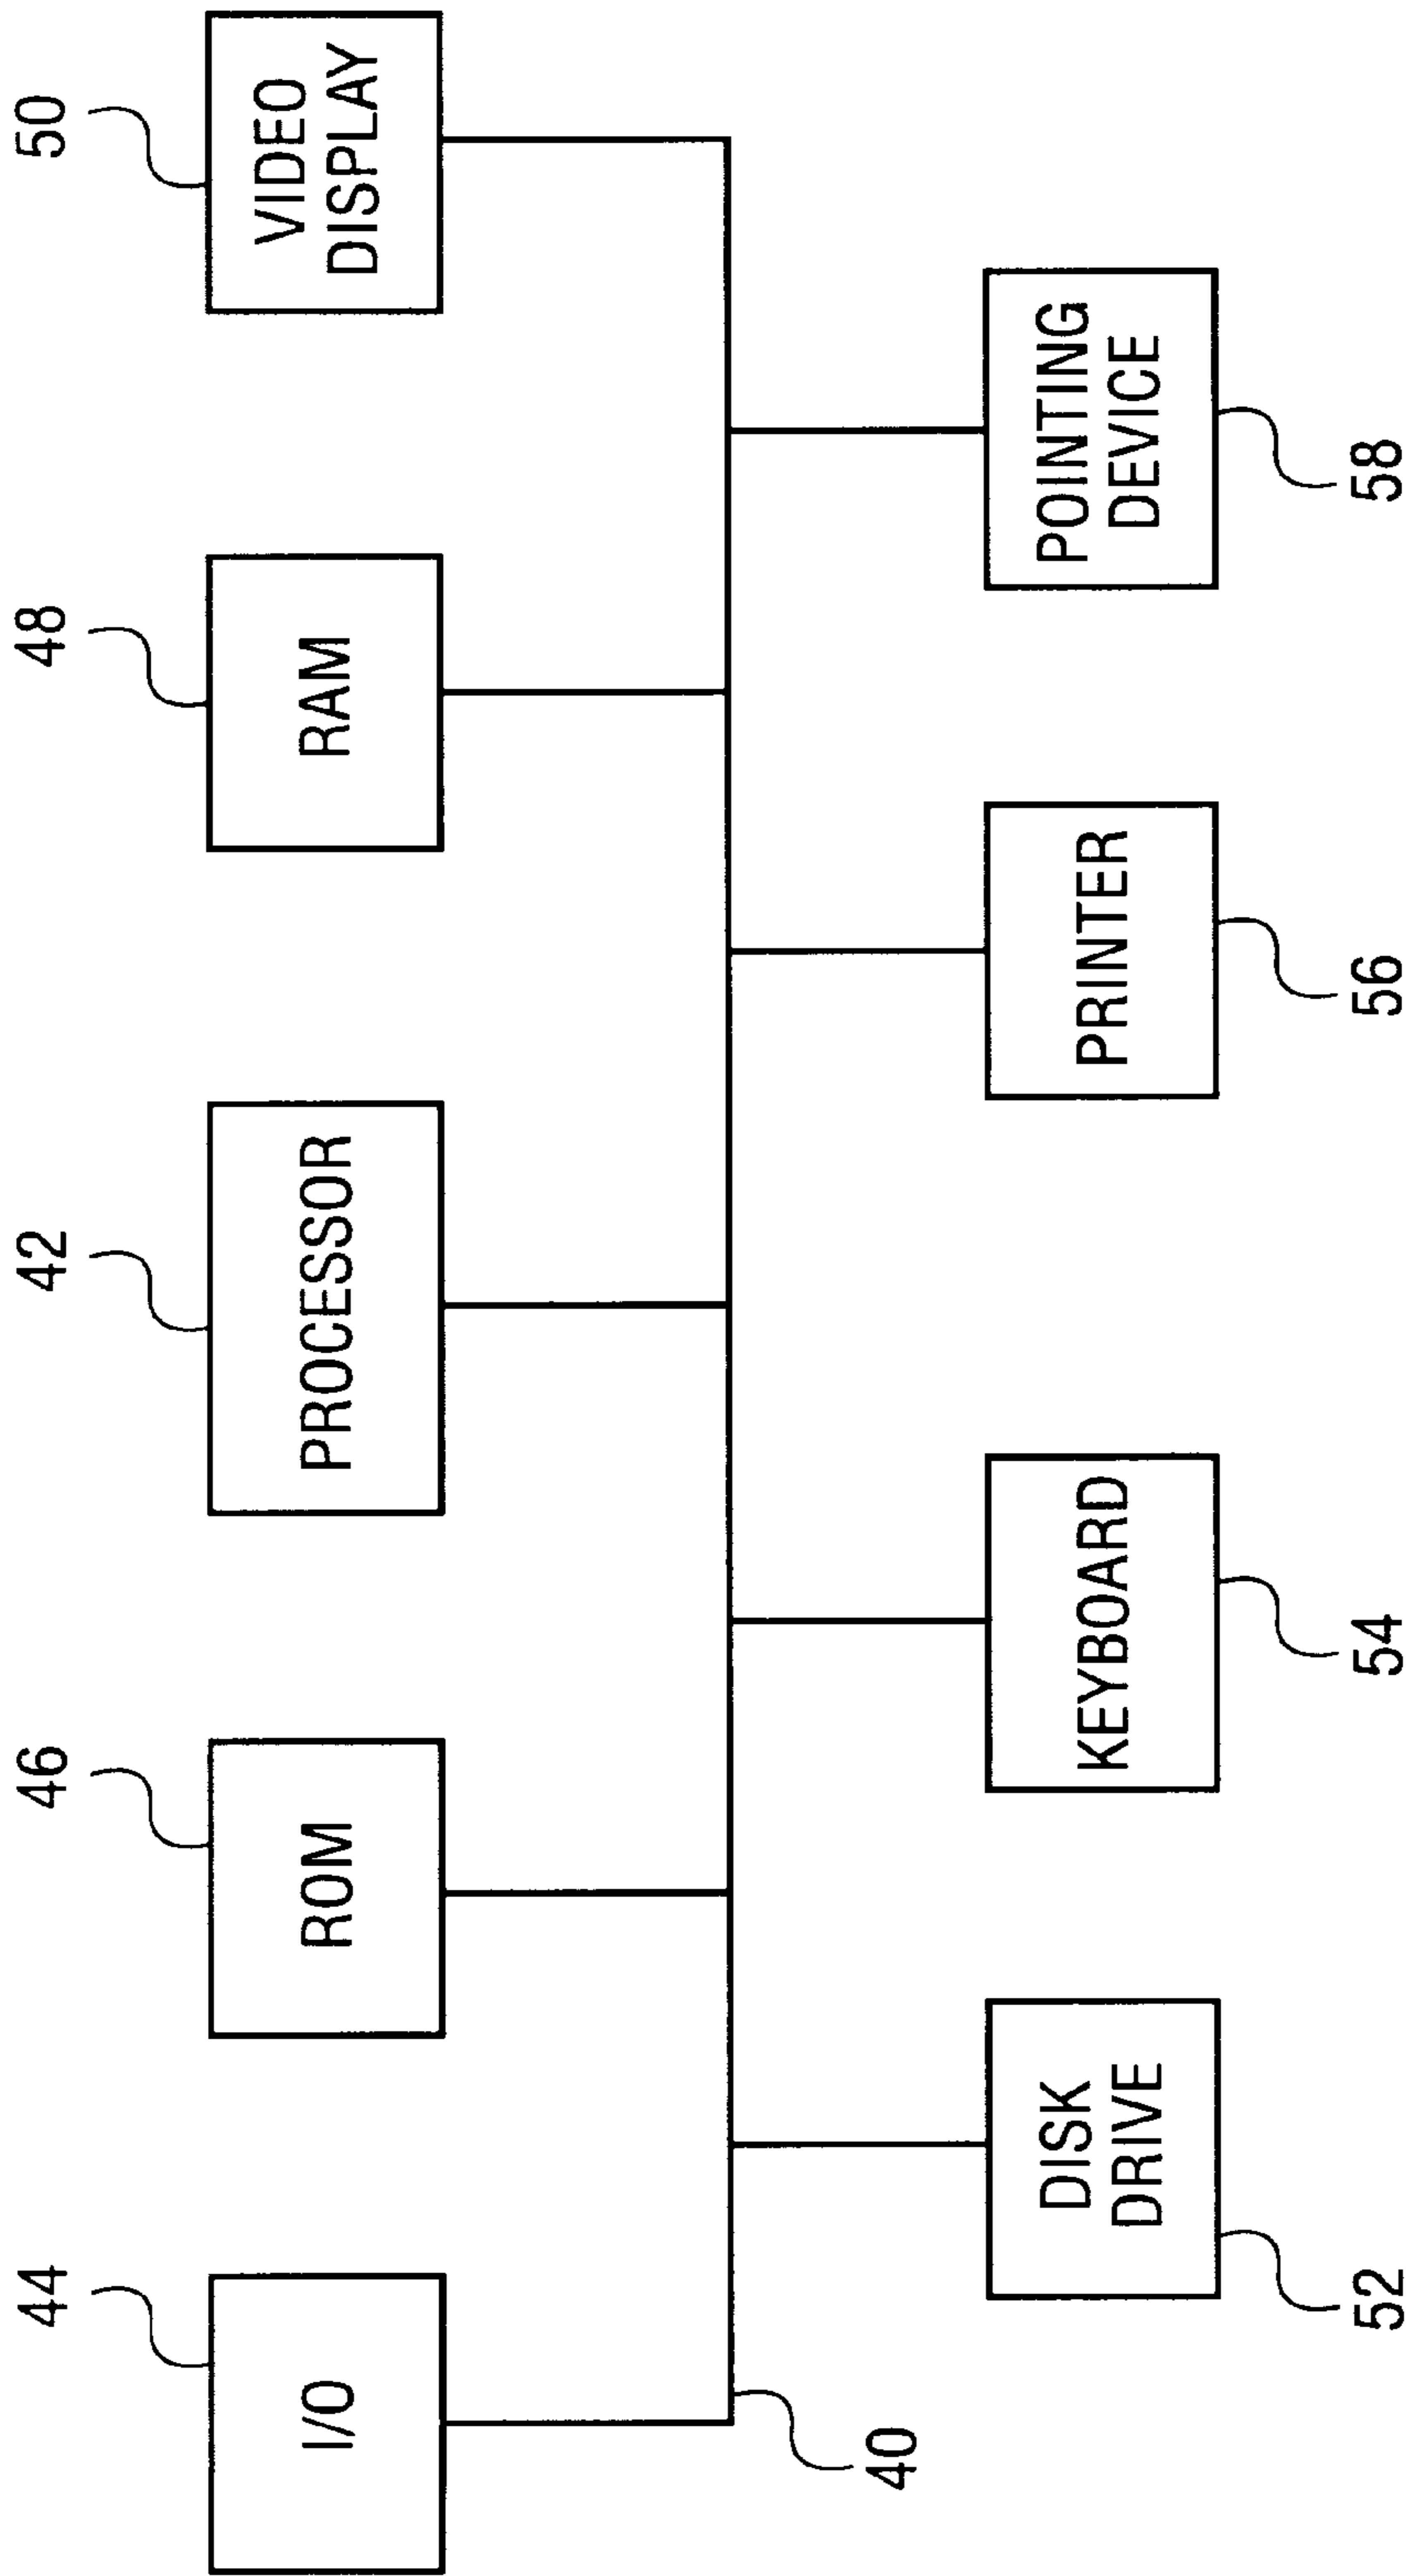 44
46
42
48
50
I/O
ROM
PROCESSOR
RAM
VIDEO
DISPLAY
40
DISK
DRIVE
KEYBOARD
PRINTER
POINTING
DEVICE
52
54
56
58